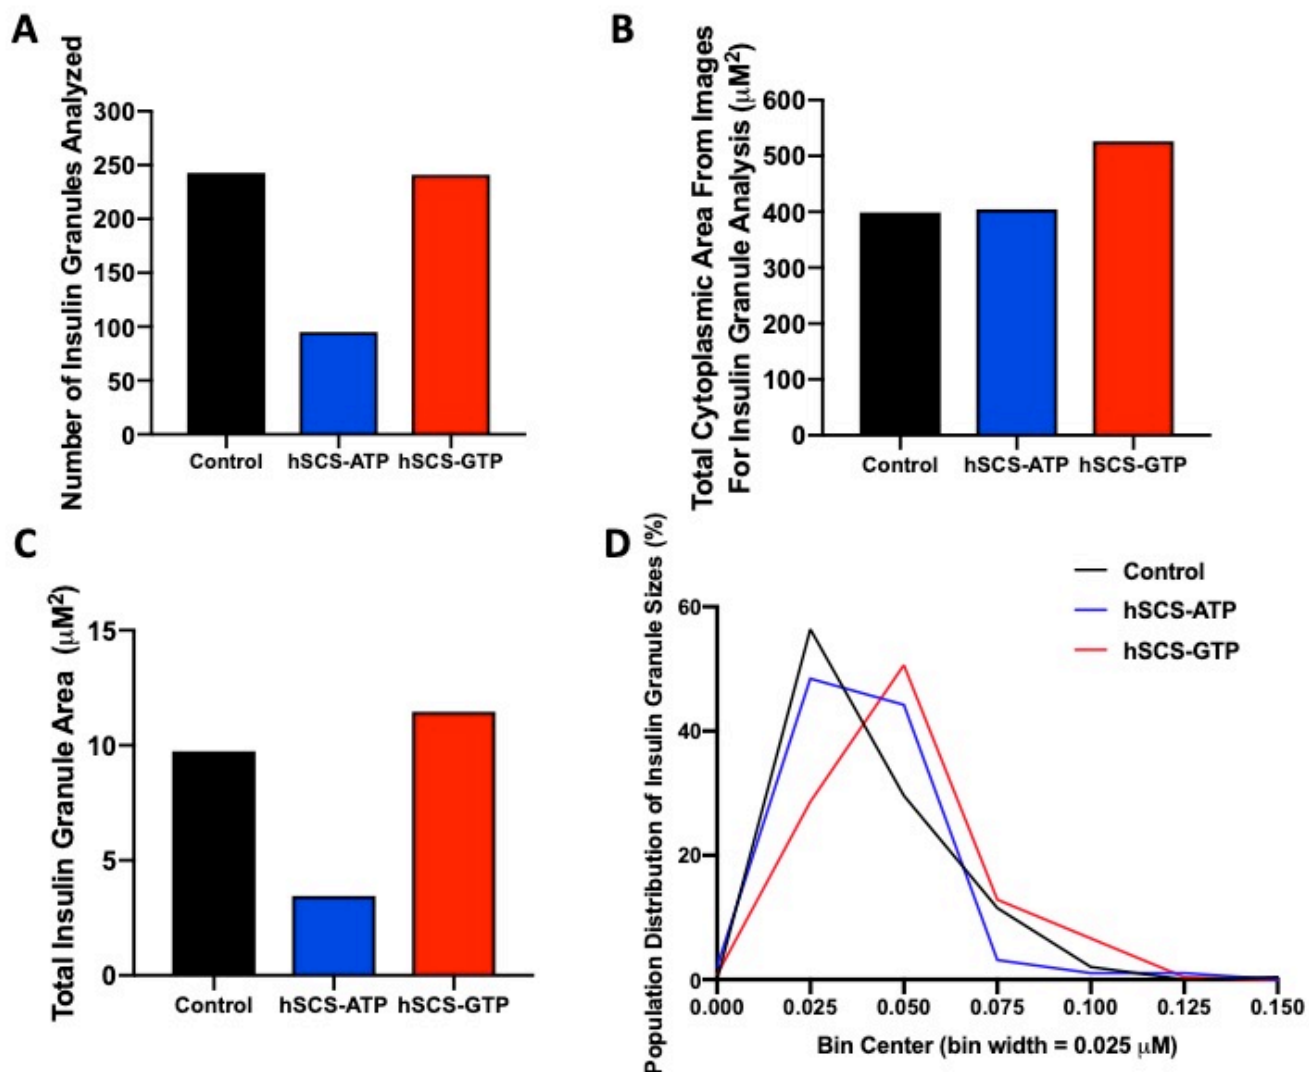 A
Number of Insulin Granules Analyzed
300
250
200
150
100
50
0
Control hSCS-ATP hSCS-GTP
B
Total Cytoplasmic Area From Images
For Insulin Granule Analysis (μM²)
600
500
400
300
200
100
0
Control hSCS-ATP hSCS-GTP
C
Total Insulin Granule Area (μM²)
15
10
5
0
Control hSCS-ATP hSCS-GTP
D
Population Distribution of Insulin Granule Sizes (%)
60
40
20
0
0.000 0.025 0.050 0.075 0.100 0.125 0.150
Bin Center (bin width = 0.025 μM)
Control
hSCS-ATP
hSCS-GTP